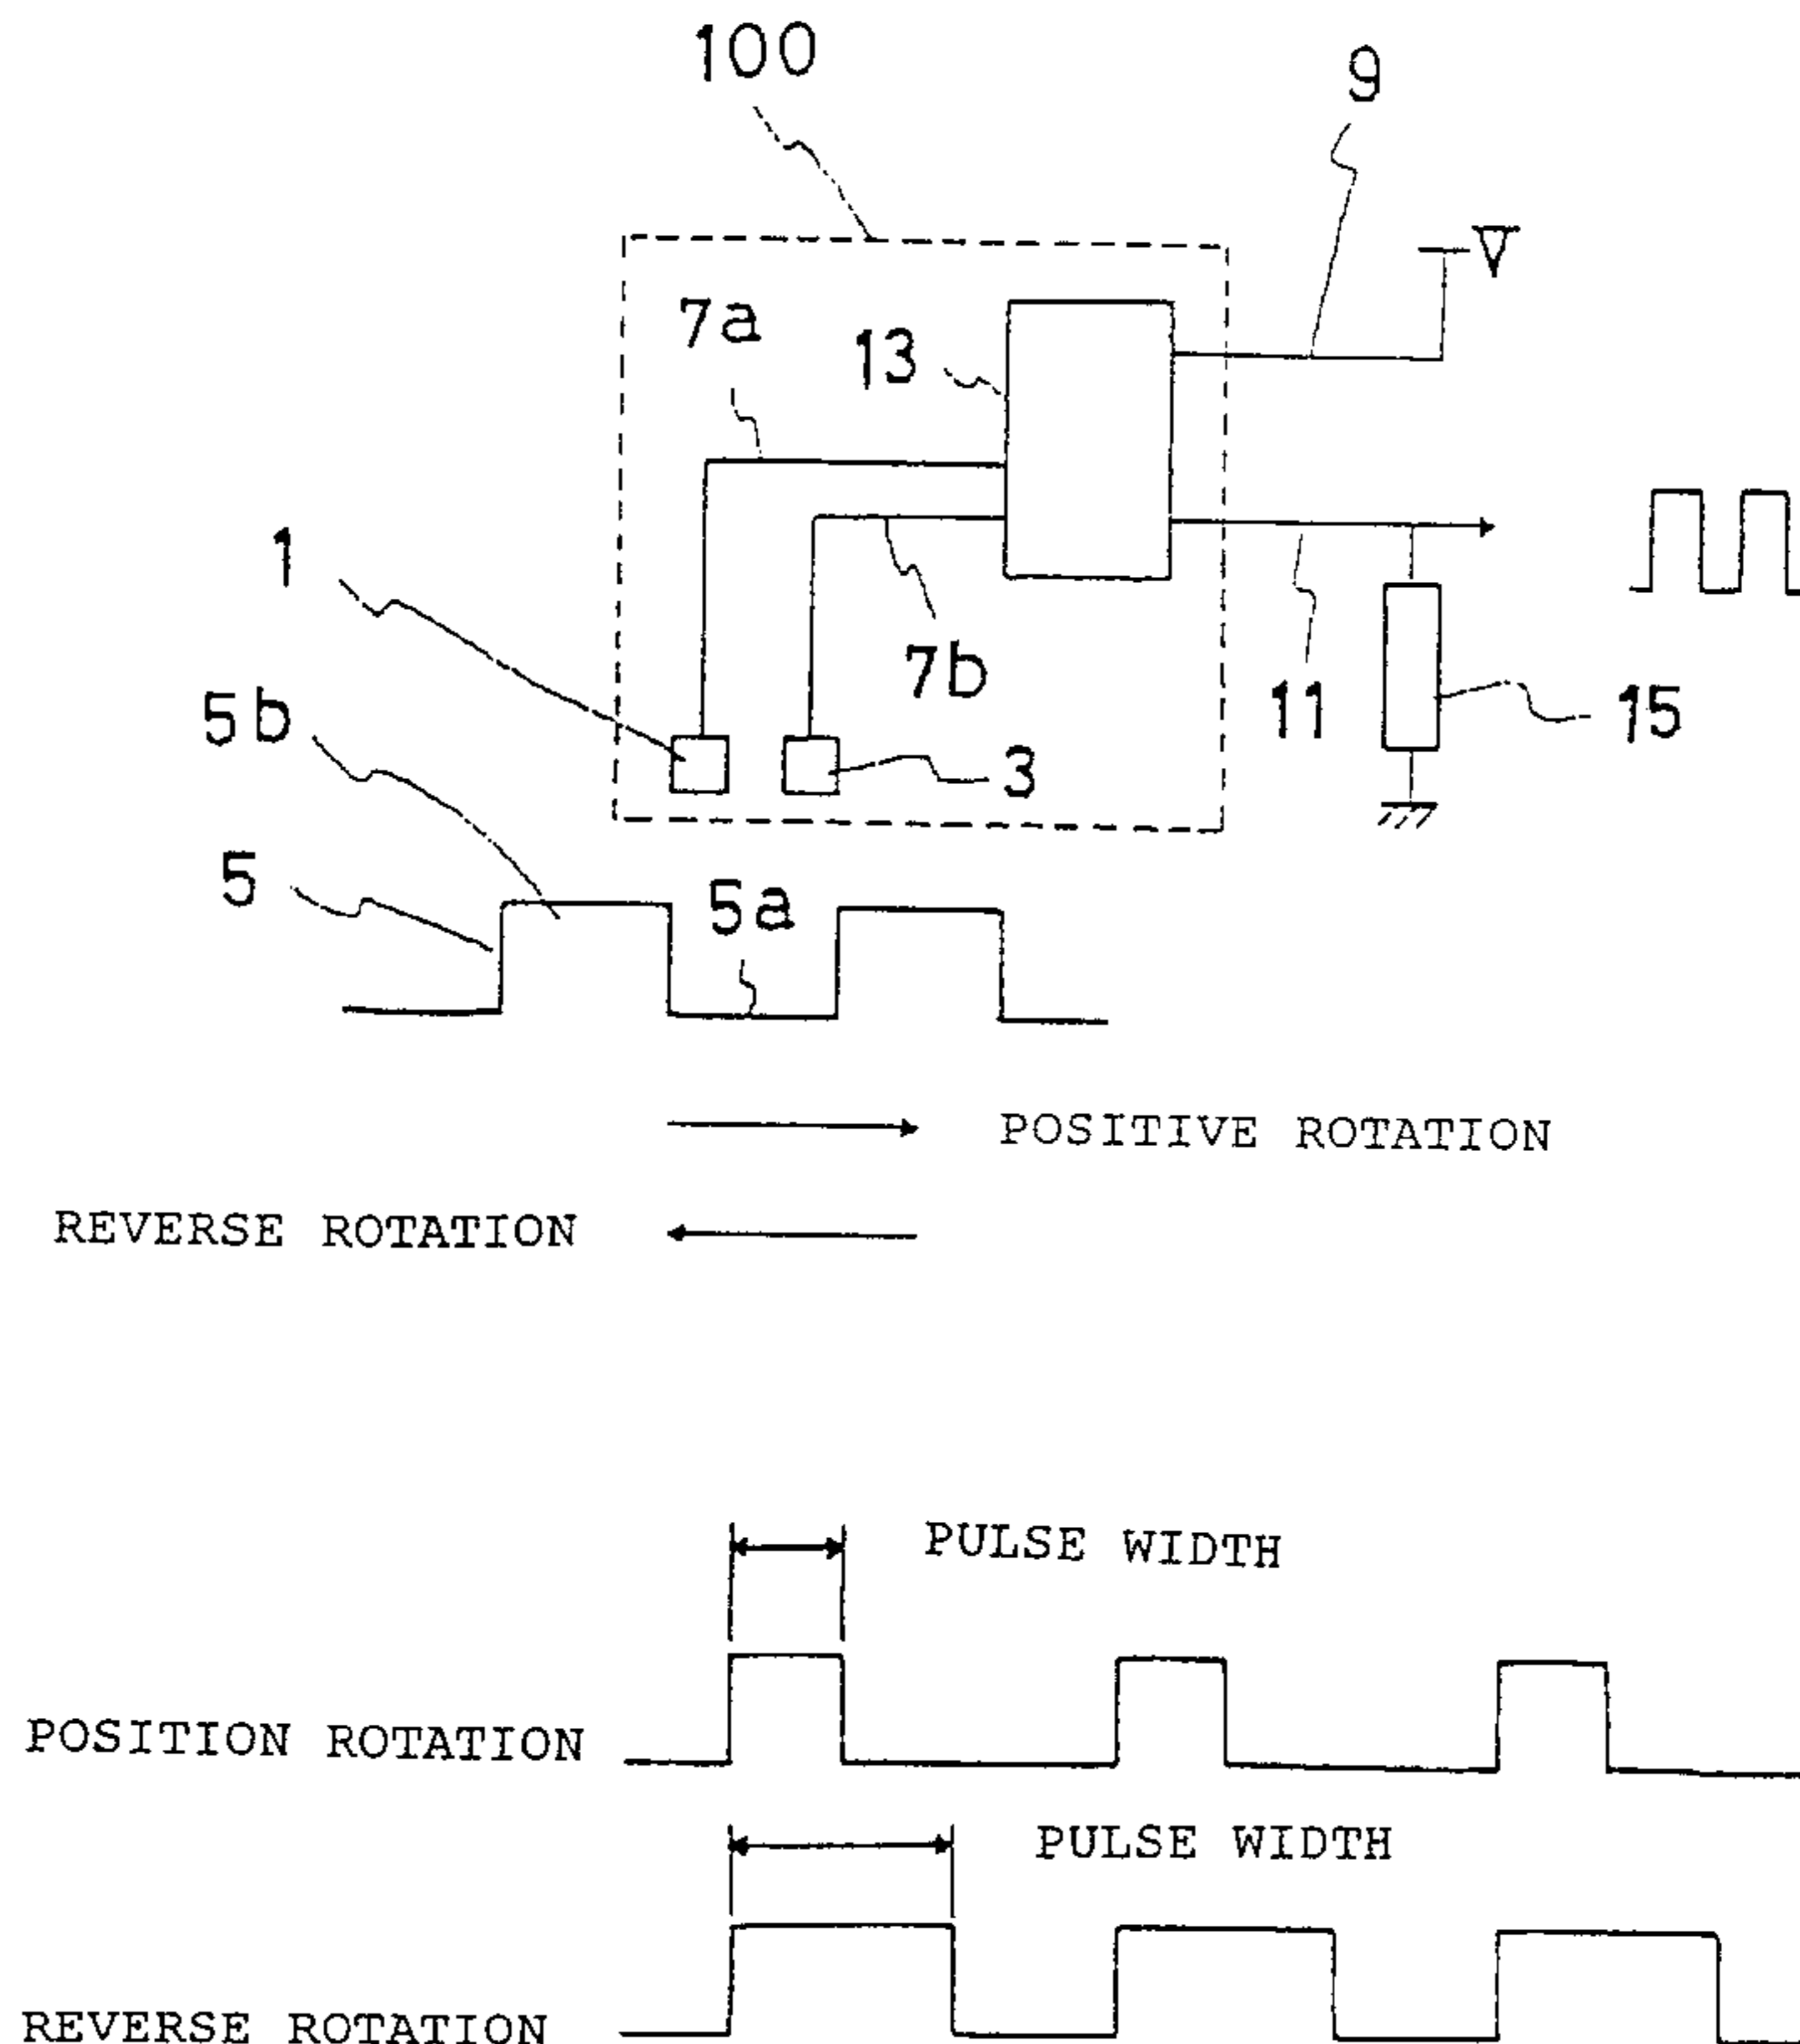 100
9
V
7a
13
1
7b
5b
11
15
3
5
5a
POSITIVE ROTATION
REVERSE ROTATION
PULSE WIDTH
POSITION ROTATION
PULSE WIDTH
REVERSE ROTATION